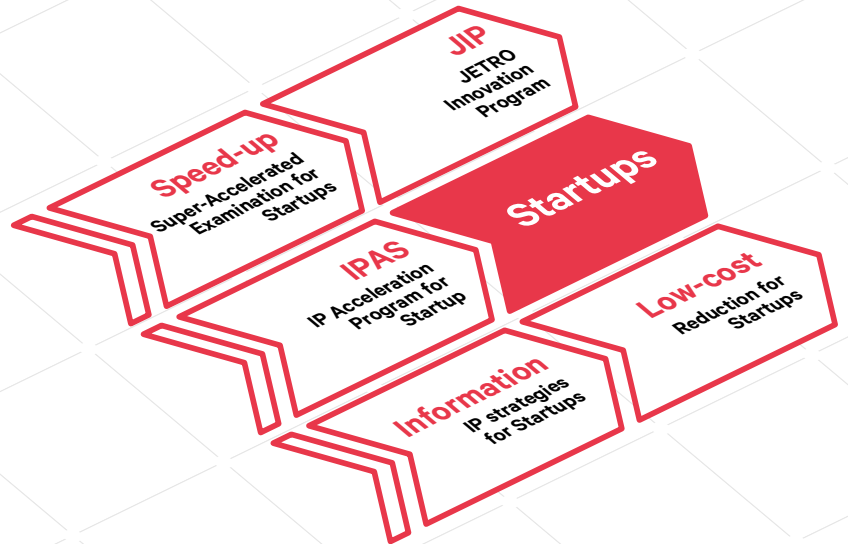 JIP
JETRO
Innovation
Program
Speed-up
Super-Accelerated
Examination for
Startups
Startups
IPAS
IP Acceleration
Program for
Startup
Low-cost
Reduction for
Startups
Information
IP strategies
for Startups